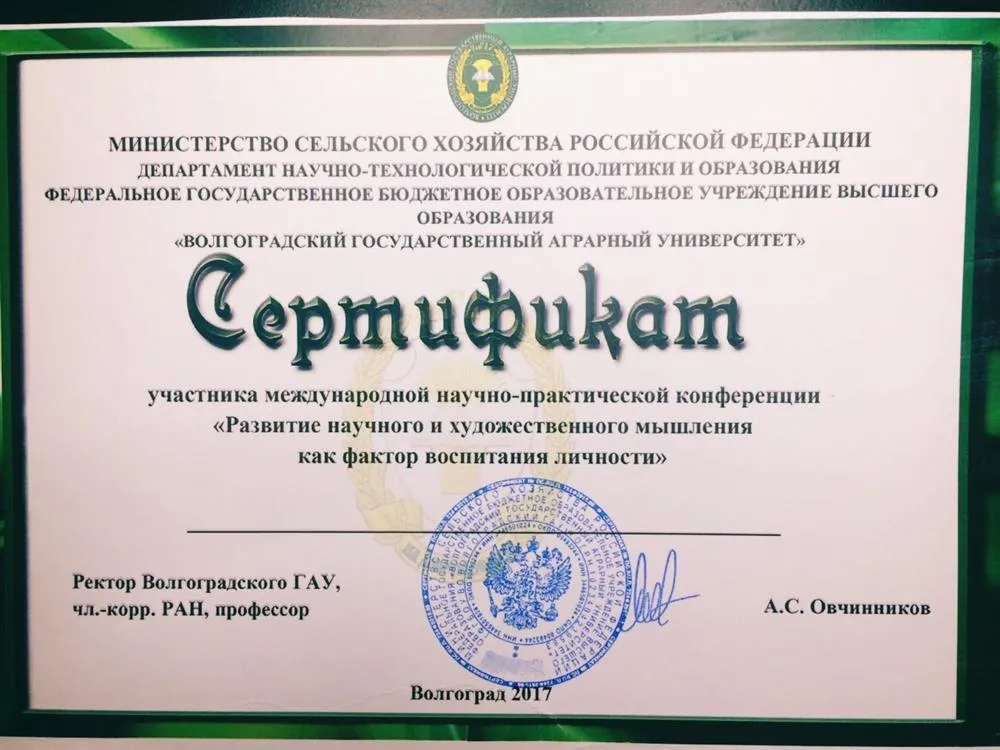 МИНИСТЕРСТВО СЕЛЬСКОГО ХОЗЯЙСТВА РОССИЙСКОЙ ФЕДЕРАЦИИ
ДЕПАРТАМЕНТ НАУЧНО-ТЕХНОЛОГИЧЕСКОЙ ПОЛИТИКИ И ОБРАЗОВАНИЯ
ФЕДЕРАЛЬНОЕ ГОСУДАРСТВЕННОЕ БЮДЖЕТНОЕ ОБРАЗОВАТЕЛЬНОЕ УЧРЕЖДЕНИЕ ВЫСШЕГО
ОБРАЗОВАНИЯ
«ВОЛГОГРАДСКИЙ ГОСУДАРСТВЕННЫЙ АГРАРНЫЙ УНИВЕРСИТЕТ»
Сертификат
участника международной научно-практической конференции
«Развитие научного и художественного мышления
как фактор воспитания личности»
Ректор Волгоградского ГАУ,
чл.-корр. РАН, профессор
А.С. Овчинников
Волгоград 2017